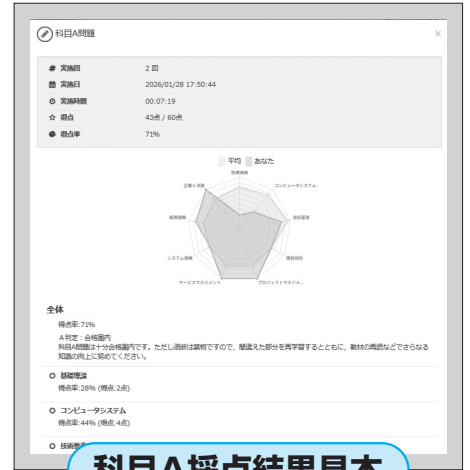 科目A問題
×
# 実施回 2 回
実施日 2026/01/28 17:50:44
実施時間 00:07:19
得点 43点 / 60点
得点率 71%
平均 あなた
基礎理論
企業と法務 コンピュータシステム
経営戦略 技術要素
システム戦略 開発技術
サービスマネジメント プロジェクトマネジメ...
全体
得点率:71%
A判定:合格圏内
科目A問題は十分合格圏内です。ただし油断は禁物ですので、間違えた部分を再学習するとともに、教材の再読などでさらなる
知識の向上に努めてください。
基礎理論
得点率:28% (得点:2点)
コンピュータシステム
得点率:44% (得点:4点)
技術要素
科目A採点結果見本